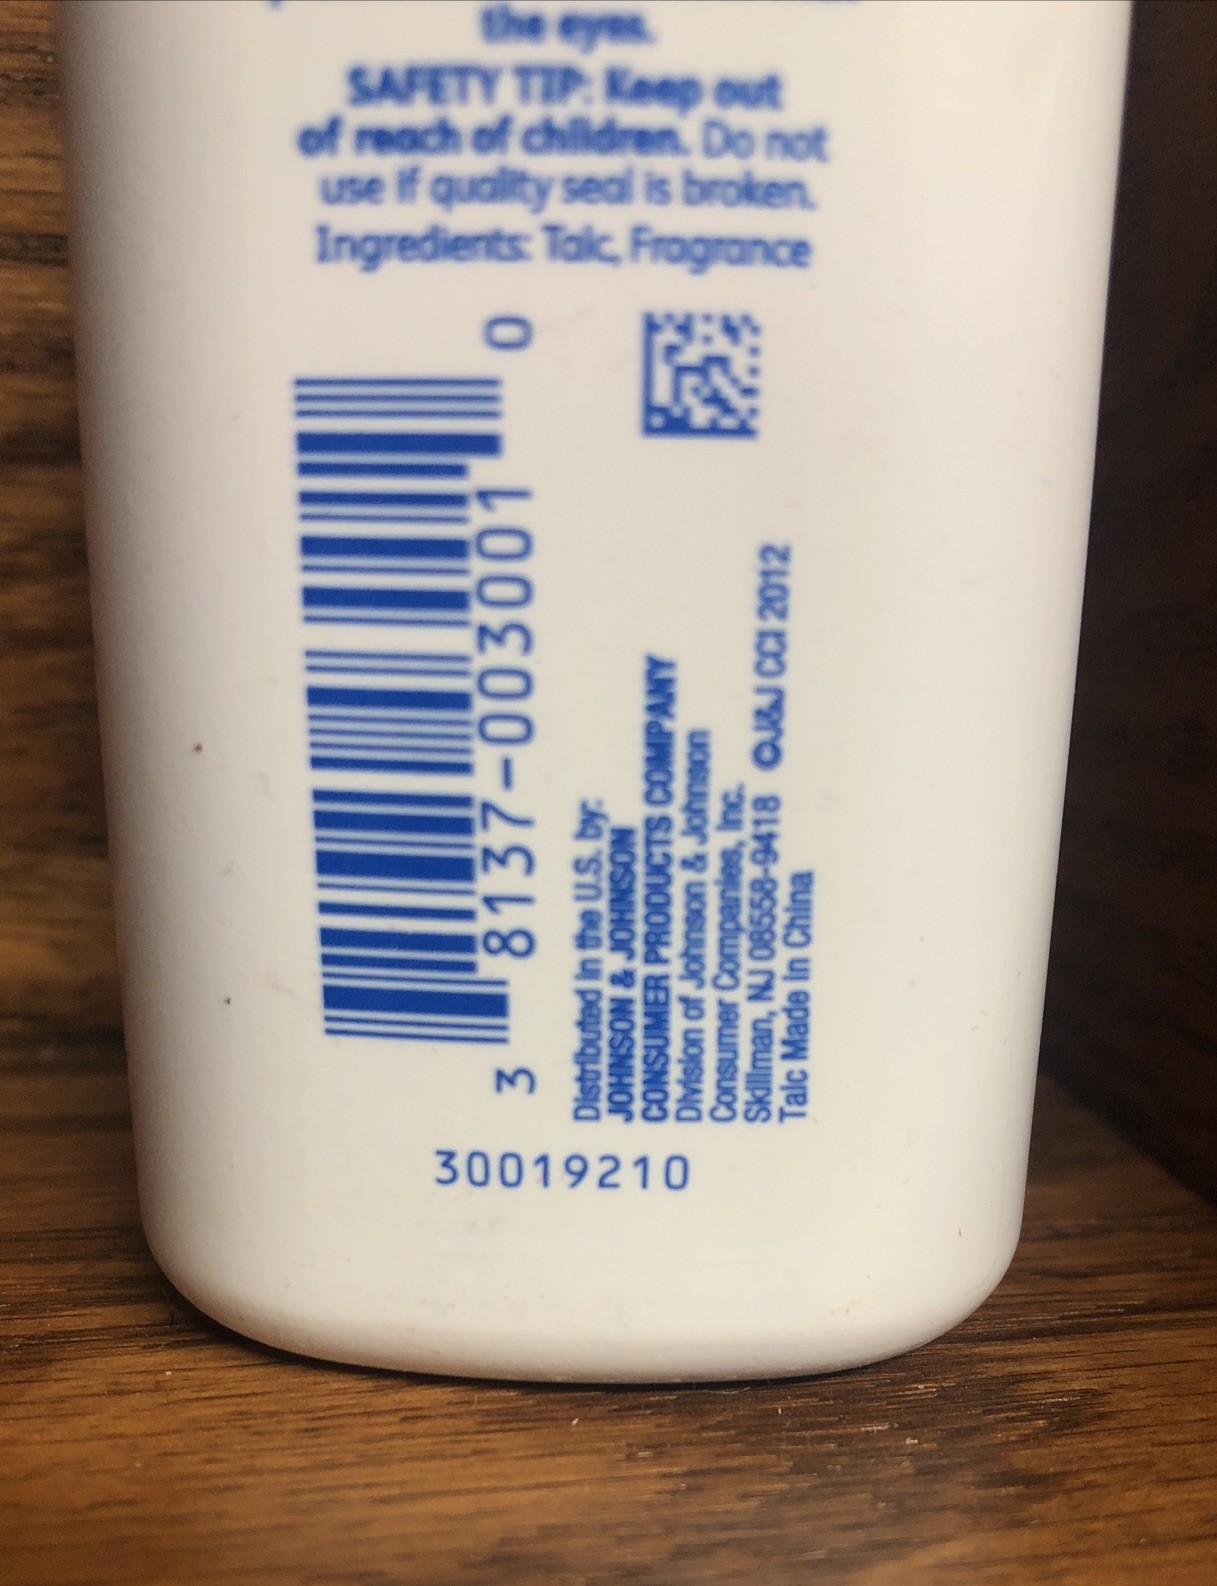 the eyes.
SAFETY TIP: Keep out
of reach of children. Do not
use if quality seal is broken.
Ingredients: Talc, Fragrance
3 8137-003001 0
Distributed in the U.S. by:
JOHNSON & JOHNSON
CONSUMER PRODUCTS COMPANY
Division of Johnson & Johnson
Consumer Companies, Inc.
Skillman, NJ 08558-9418 ©J&J CCI 2012
Talc Made in China
30019210